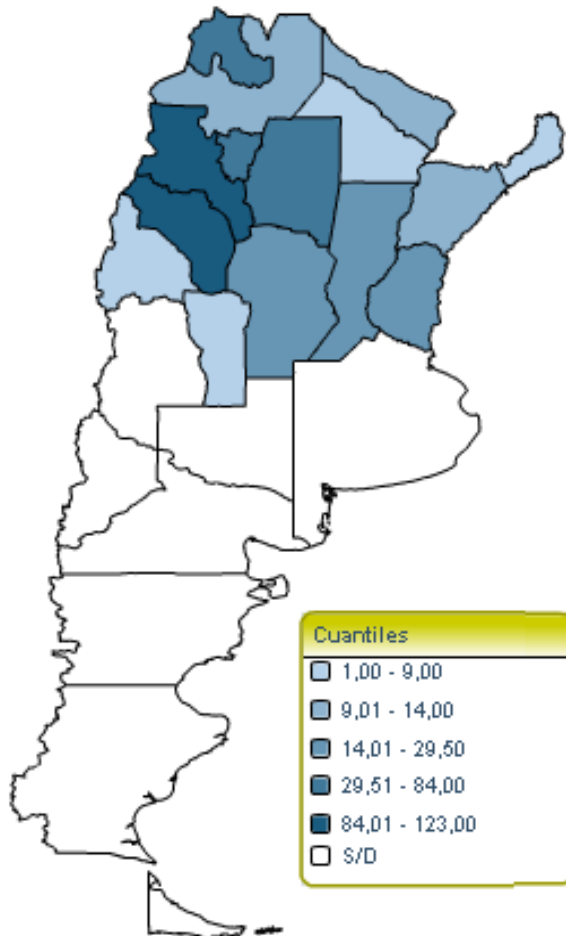 Cuantiles
1,00 - 9,00
9,01 - 14,00
14,01 - 29,50
29,51 - 84,00
84,01 - 123,00
S/D